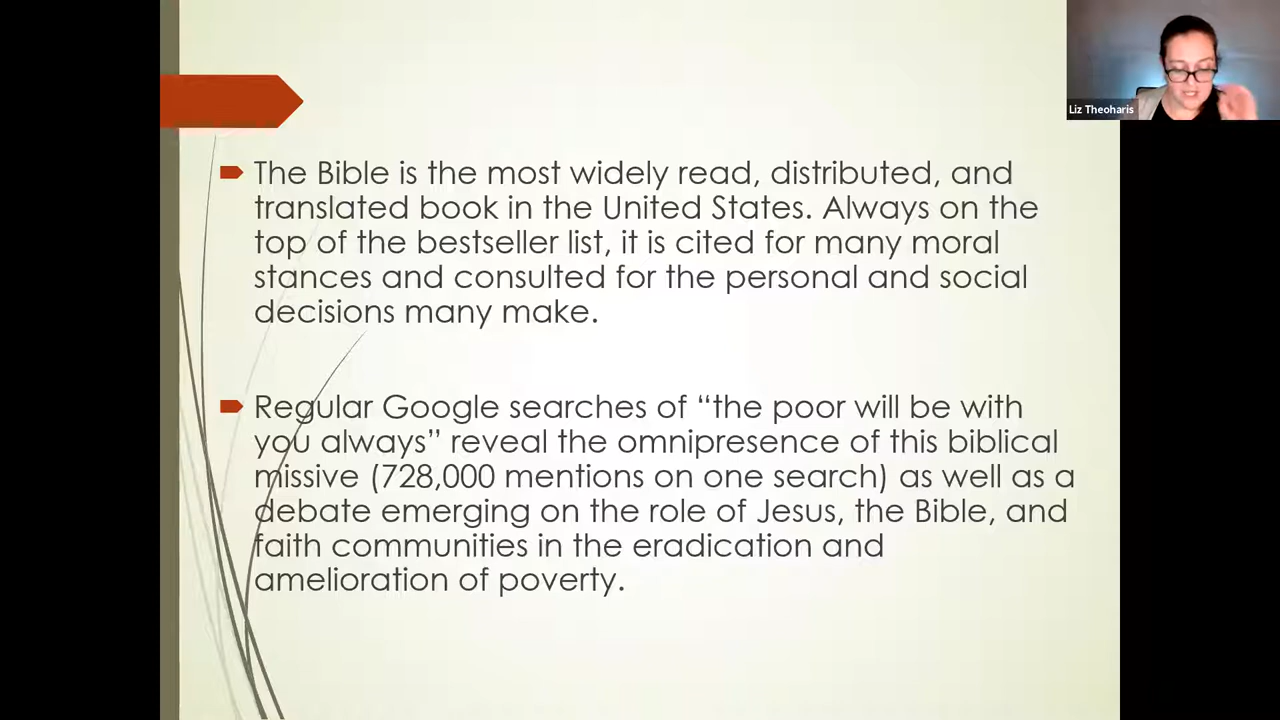 Liz Theoharis
The Bible is the most widely read, distributed, and
translated book in the United States. Always on the
top of the bestseller list, it is cited for many moral
stances and consulted for the personal and social
decisions many make.
Regular Google searches of “the poor will be with
you always” reveal the omnipresence of this biblical
missive (728,000 mentions on one search) as well as a
debate emerging on the role of Jesus, the Bible, and
faith communities in the eradication and
amelioration of poverty.